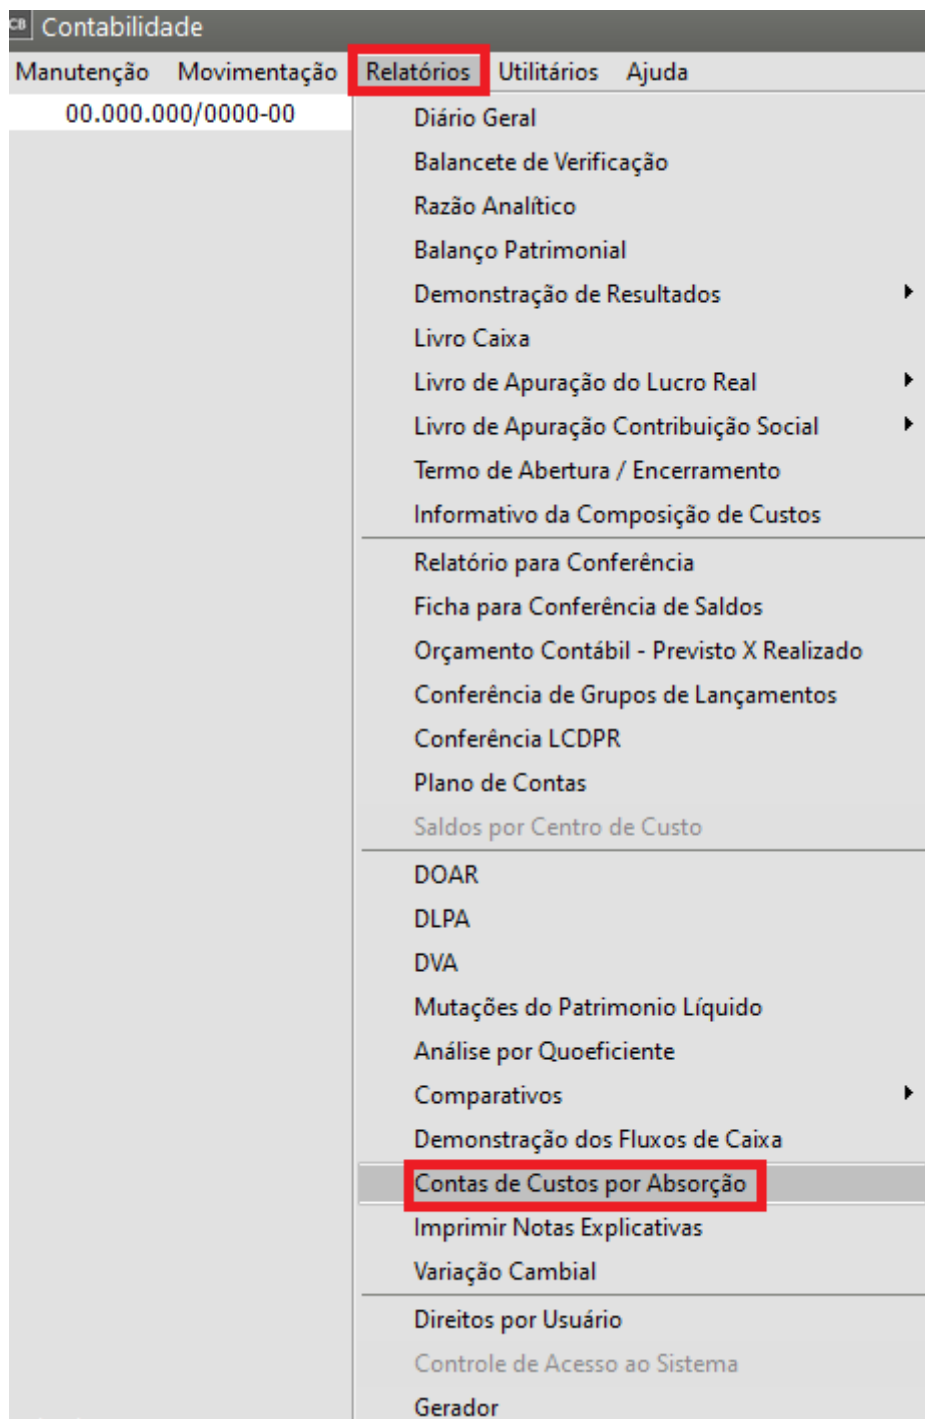 CB Contabilidade
Manutenção Movimentação Relatórios Utilitários Ajuda
00.000.000/0000-00
Diário Geral
Balancete de Verificação
Razão Analítico
Balanço Patrimonial
Demonstração de Resultados
Livro Caixa
Livro de Apuração do Lucro Real
Livro de Apuração Contribuição Social
Termo de Abertura / Encerramento
Informativo da Composição de Custos
Relatório para Conferência
Ficha para Conferência de Saldos
Orçamento Contábil - Previsto X Realizado
Conferência de Grupos de Lançamentos
Conferência LCDPR
Plano de Contas
Saldos por Centro de Custo
DOAR
DLPA
DVA
Mutações do Patrimonio Líquido
Análise por Quoeficiente
Comparativos
Demonstração dos Fluxos de Caixa
Contas de Custos por Absorção
Imprimir Notas Explicativas
Variação Cambial
Direitos por Usuário
Controle de Acesso ao Sistema
Gerador